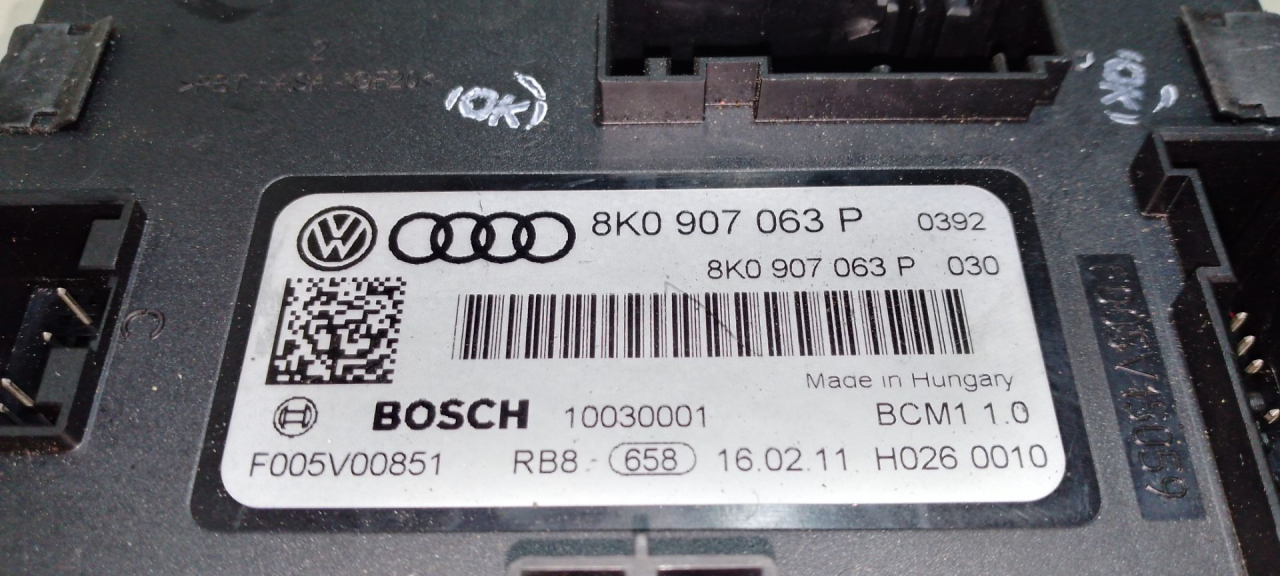 2
(OK)
(OK)
8K0 907 063 P 0392
8K0 907 063 P 030
Made in Hungary
BOSCH 10030001 BCM1 1.0
F005V00851 RB8 - 658 16.02.11 H026 0010
C